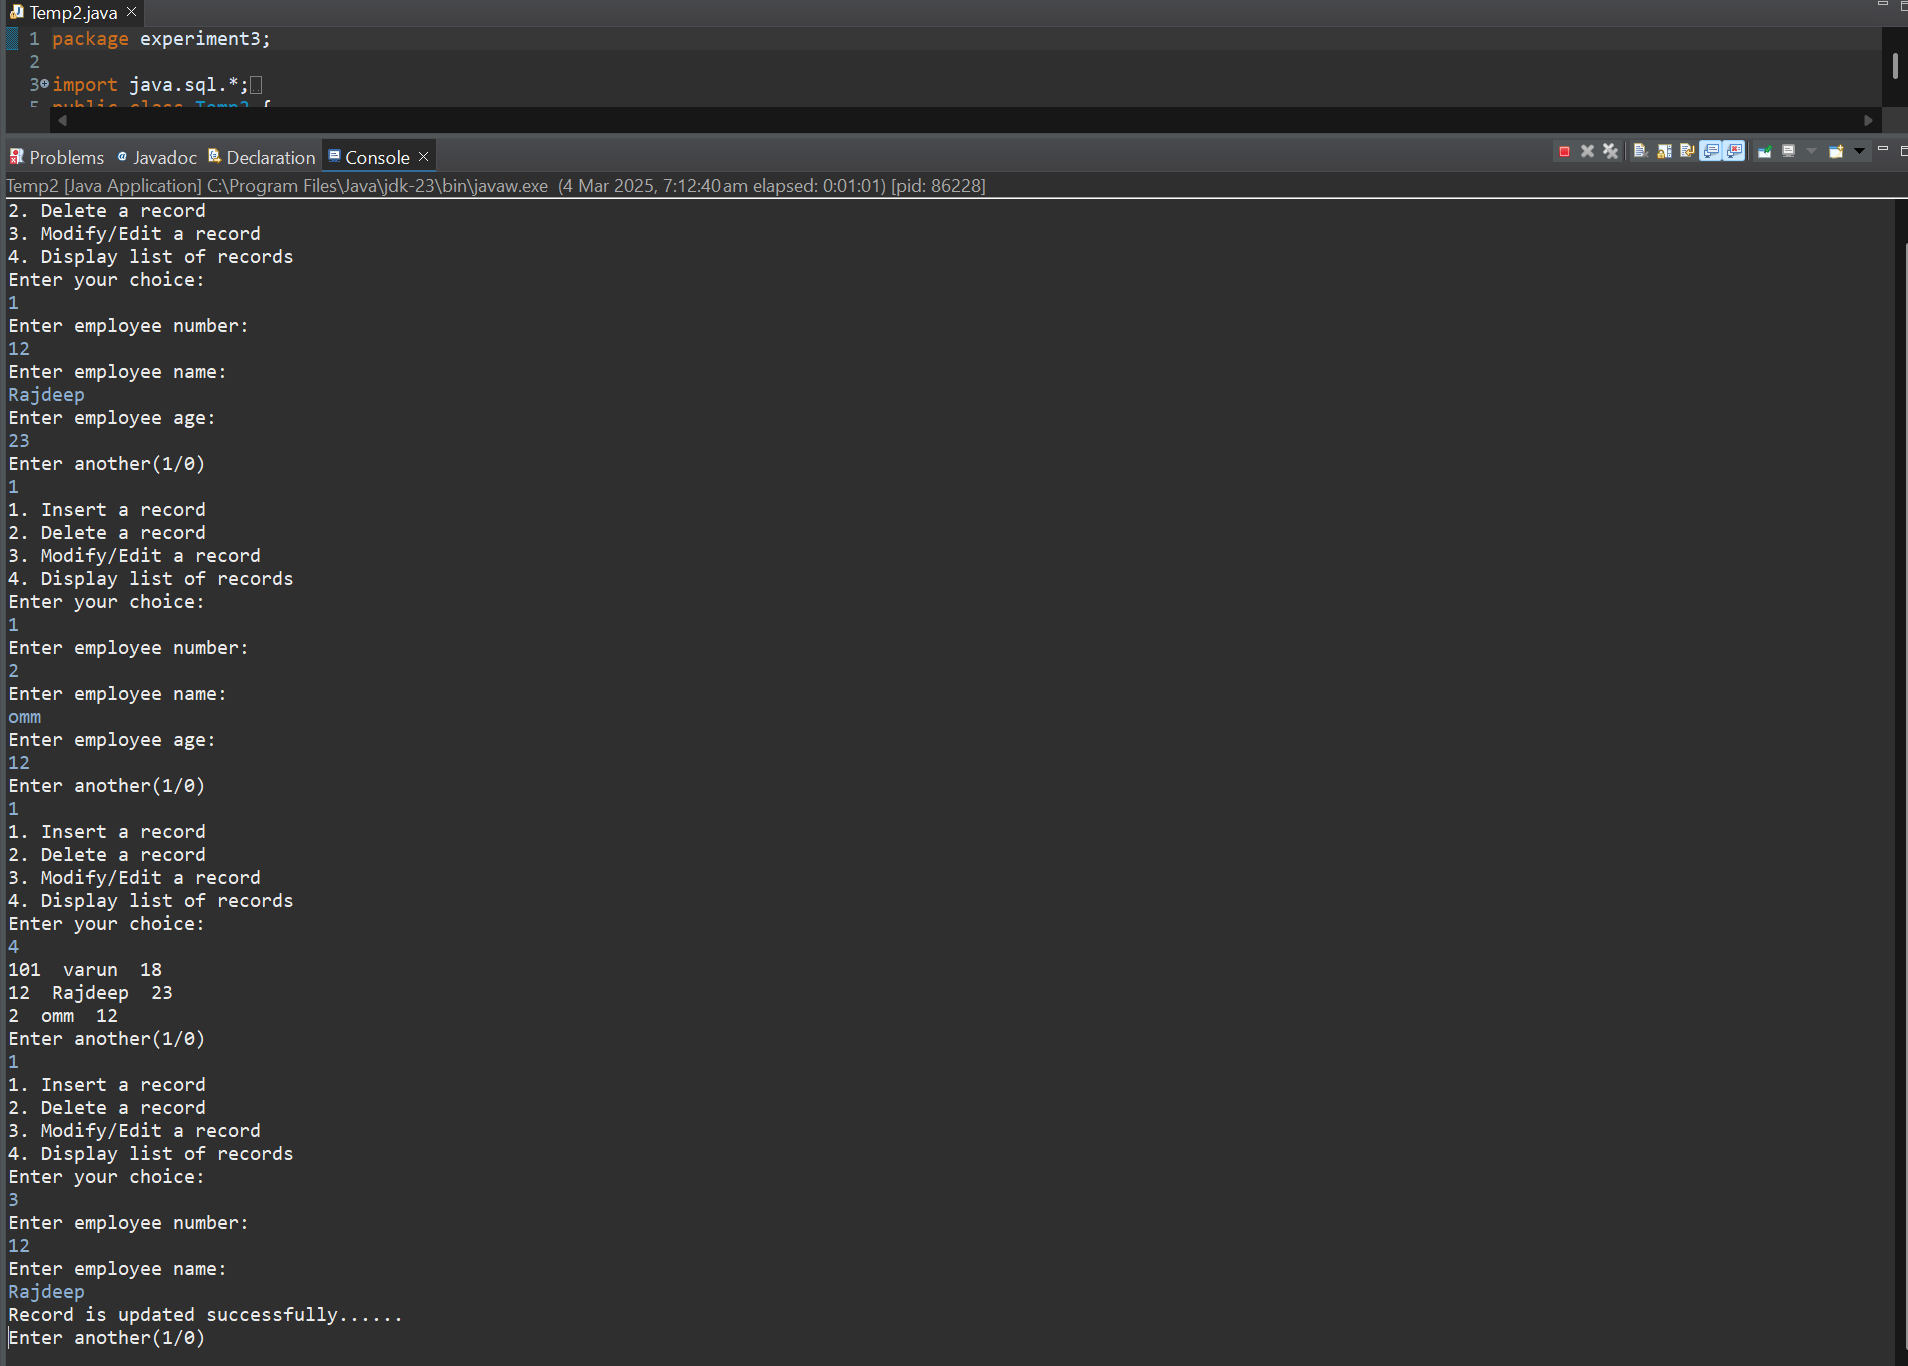 Temp2.java
1 package experiment3;
2
3 import java.sql.*;
5 public class Temp2 {
Problems Javadoc Declaration Console
Temp2 [Java Application] C:\Program Files\Java\jdk-23\bin\javaw.exe (4 Mar 2025, 7:12:40 am elapsed: 0:01:01) [pid: 86228]
2. Delete a record
3. Modify/Edit a record
4. Display list of records
Enter your choice:
1
Enter employee number:
12
Enter employee name:
Rajdeep
Enter employee age:
23
Enter another(1/0)
1
1. Insert a record
2. Delete a record
3. Modify/Edit a record
4. Display list of records
Enter your choice:
1
Enter employee number:
2
Enter employee name:
omm
Enter employee age:
12
Enter another(1/0)
1
1. Insert a record
2. Delete a record
3. Modify/Edit a record
4. Display list of records
Enter your choice:
4
101  varun  18
12  Rajdeep  23
2  omm  12
Enter another(1/0)
1
1. Insert a record
2. Delete a record
3. Modify/Edit a record
4. Display list of records
Enter your choice:
3
Enter employee number:
12
Enter employee name:
Rajdeep
Record is updated successfully......
Enter another(1/0)